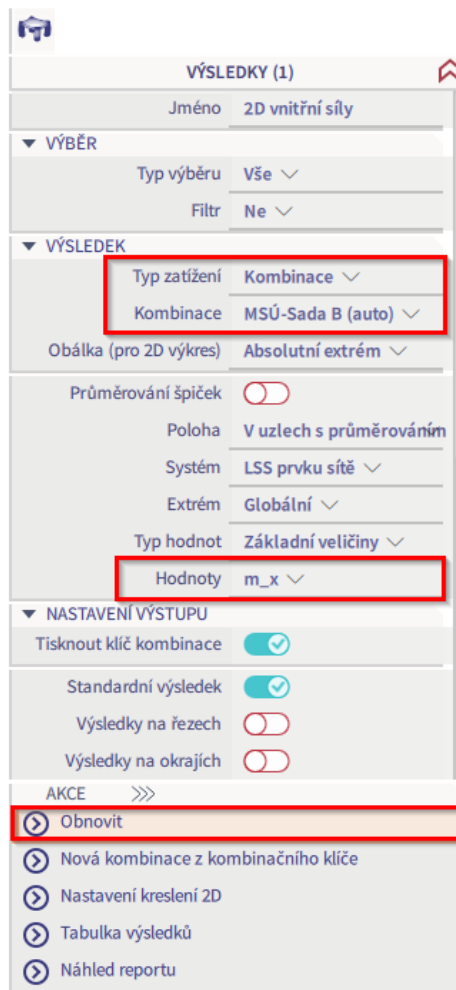 VÝSLEDKY (1)
Jméno 2D vnitřní síly
VÝBĚR
Typ výběru Vše
Filtr Ne
VÝSLEDEK
Typ zatížení Kombinace
Kombinace MSÚ-Sada B (auto)
Obálka (pro 2D výkres) Absolutní extrém
Průměrování špiček
Poloha V uzlech s průměrováním
Systém LSS prvku sítě
Extrém Globální
Typ hodnot Základní veličiny
Hodnoty m_x
NASTAVENÍ VÝSTUPU
Tisknout klíč kombinace
Standardní výsledek
Výsledky na řezech
Výsledky na okrajích
AKCE >>>
Obnovit
Nová kombinace z kombinačního klíče
Nastavení kreslení 2D
Tabulka výsledků
Náhled reportu